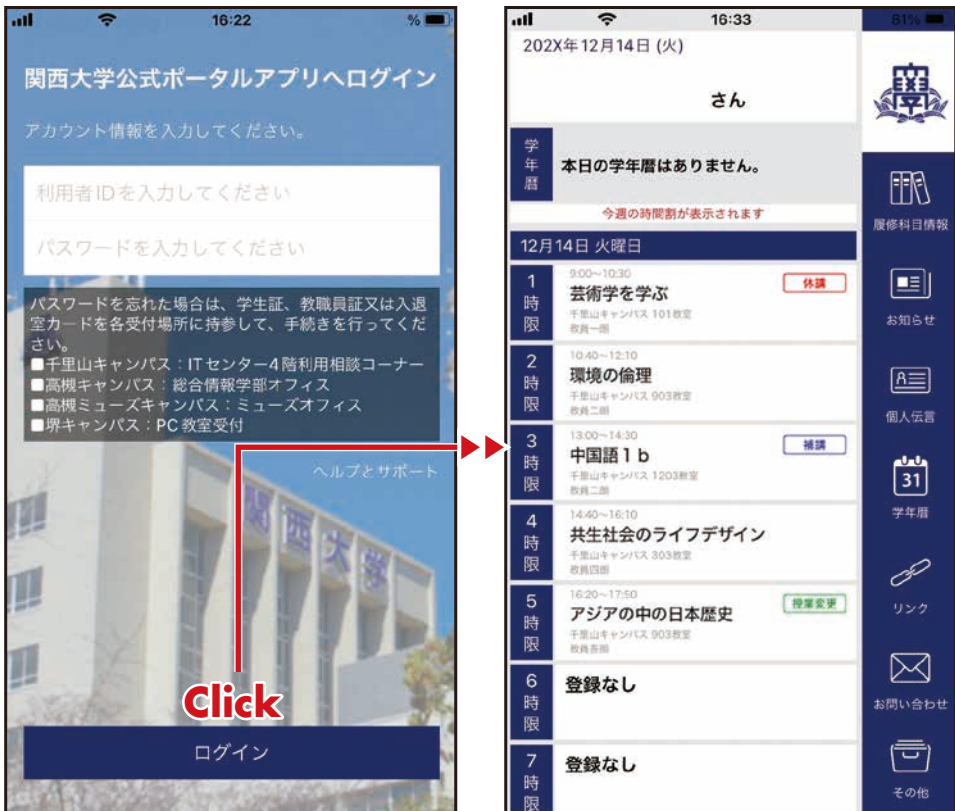 16:22
%
関西大学公式ポータルアプリへログイン
アカウント情報を入力してください。
利用者IDを入力してください
パスワードを入力してください
パスワードを忘れた場合は、学生証、教職員証又は入退
室カードを各受付場所に持参して、手続きを行ってくだ
さい。
■千里山キャンパス：ITセンター4階利用相談コーナー
■高槻キャンパス：総合情報学部オフィス
■高槻ミューズキャンパス：ミューズオフィス
■堺キャンパス：PC教室受付
ヘルプとサポート
関西大学
Click
ログイン
16:33
81%
202X年12月14日 (火)
さん
学年暦
本日の学年暦はありません。
今週の時間割が表示されます
12月14日 火曜日
1時限
9:00~10:30
芸術学を学ぶ
休講
千里山キャンパス 101教室
教員一朗
2時限
10:40~12:10
環境の倫理
千里山キャンパス 903教室
教員二朗
3時限
13:00~14:30
中国語1b
補講
千里山キャンパス 1203教室
教員二朗
4時限
14:40~16:10
共生社会のライフデザイン
千里山キャンパス 303教室
教員四朗
5時限
16:20~17:50
アジアの中の日本歴史
授業変更
千里山キャンパス 903教室
教員吾朗
6時限
登録なし
7時限
登録なし
履修科目情報
お知らせ
個人伝言
31
学年暦
リンク
お問い合わせ
その他